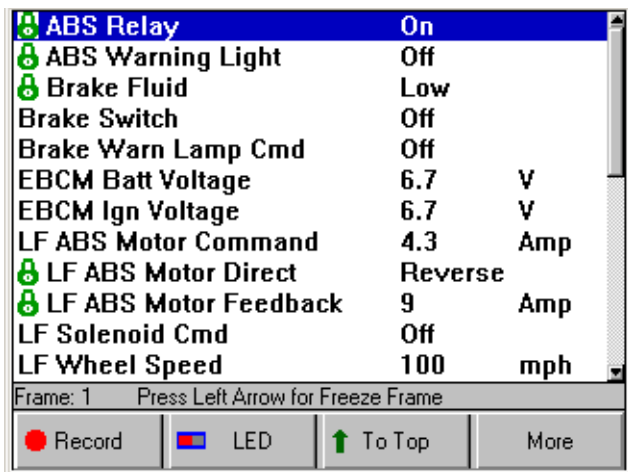 ABS Relay On
ABS Warning Light Off
Brake Fluid Low
Brake Switch Off
Brake Warn Lamp Cmd Off
EBCM Batt Voltage 6.7 V
EBCM Ign Voltage 6.7 V
LF ABS Motor Command 4.3 Amp
LF ABS Motor Direct Reverse
LF ABS Motor Feedback 9 Amp
LF Solenoid Cmd Off
LF Wheel Speed 100 mph
Frame: 1 Press Left Arrow for Freeze Frame
Record LED To Top More